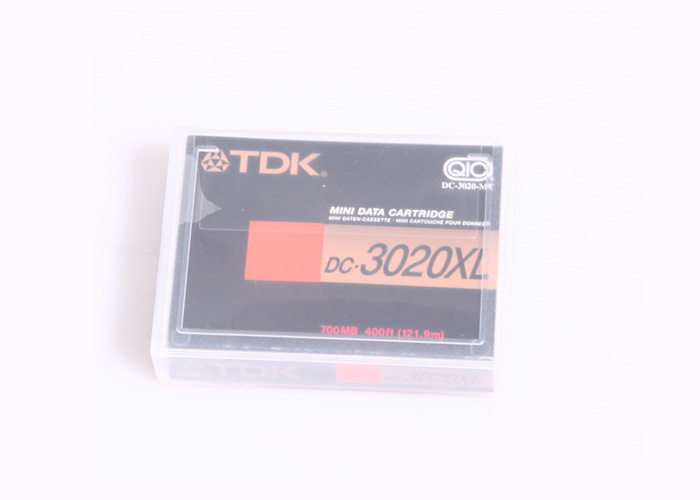 TDK®
QIC
DC-3020-MC
MINI DATA CARTRIDGE
MINI DATEN-CASSETTE / MINI CARTOUCHE POUR DONNEES
DC-3020XL
700MB 400ft (121.9m)
3020XL